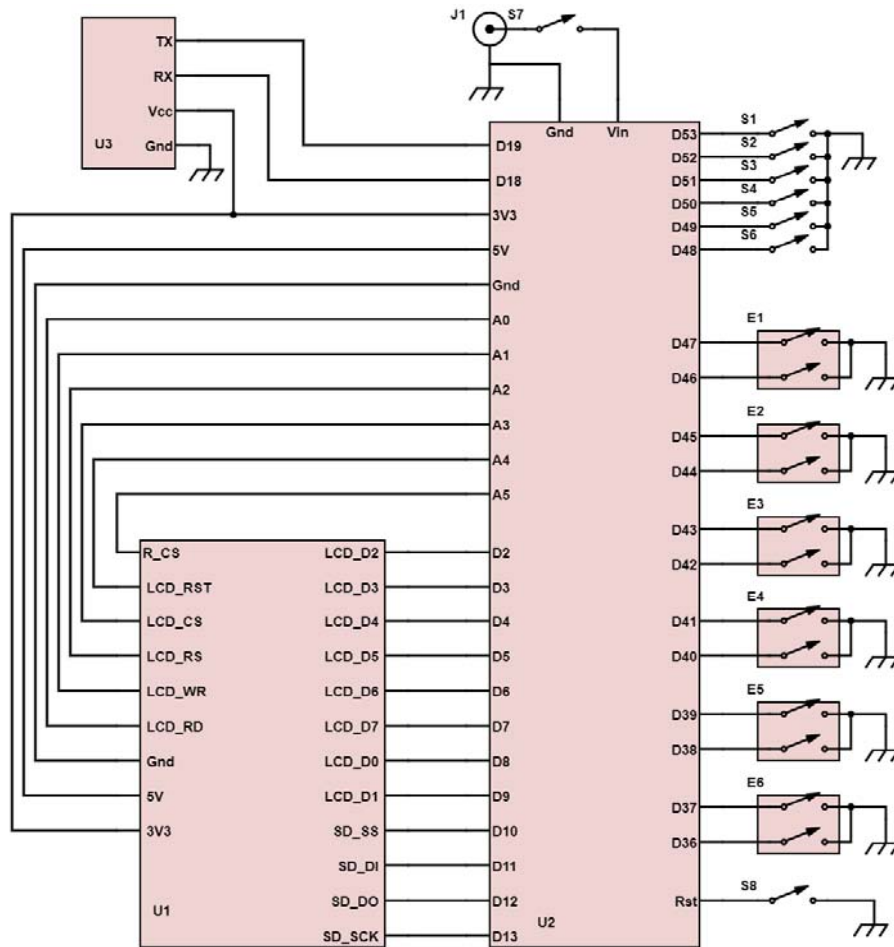 J1 S7
TX
RX
Vcc
Gnd
U3
Gnd Vin
D19
D18
3V3
5V
Gnd
A0
A1
A2
A3
A4
A5
D2
D3
D4
D5
D6
D7
D8
D9
D10
D11
D12
D13
U2
D53
D52
D51
D50
D49
D48
D47
D46
D45
D44
D43
D42
D41
D40
D39
D38
D37
D36
Rst
S1
S2
S3
S4
S5
S6
E1
E2
E3
E4
E5
E6
S8
R_CS
LCD_RST
LCD_CS
LCD_RS
LCD_WR
LCD_RD
Gnd
5V
3V3
U1
LCD_D2
LCD_D3
LCD_D4
LCD_D5
LCD_D6
LCD_D7
LCD_D0
LCD_D1
SD_SS
SD_DI
SD_DO
SD_SCK